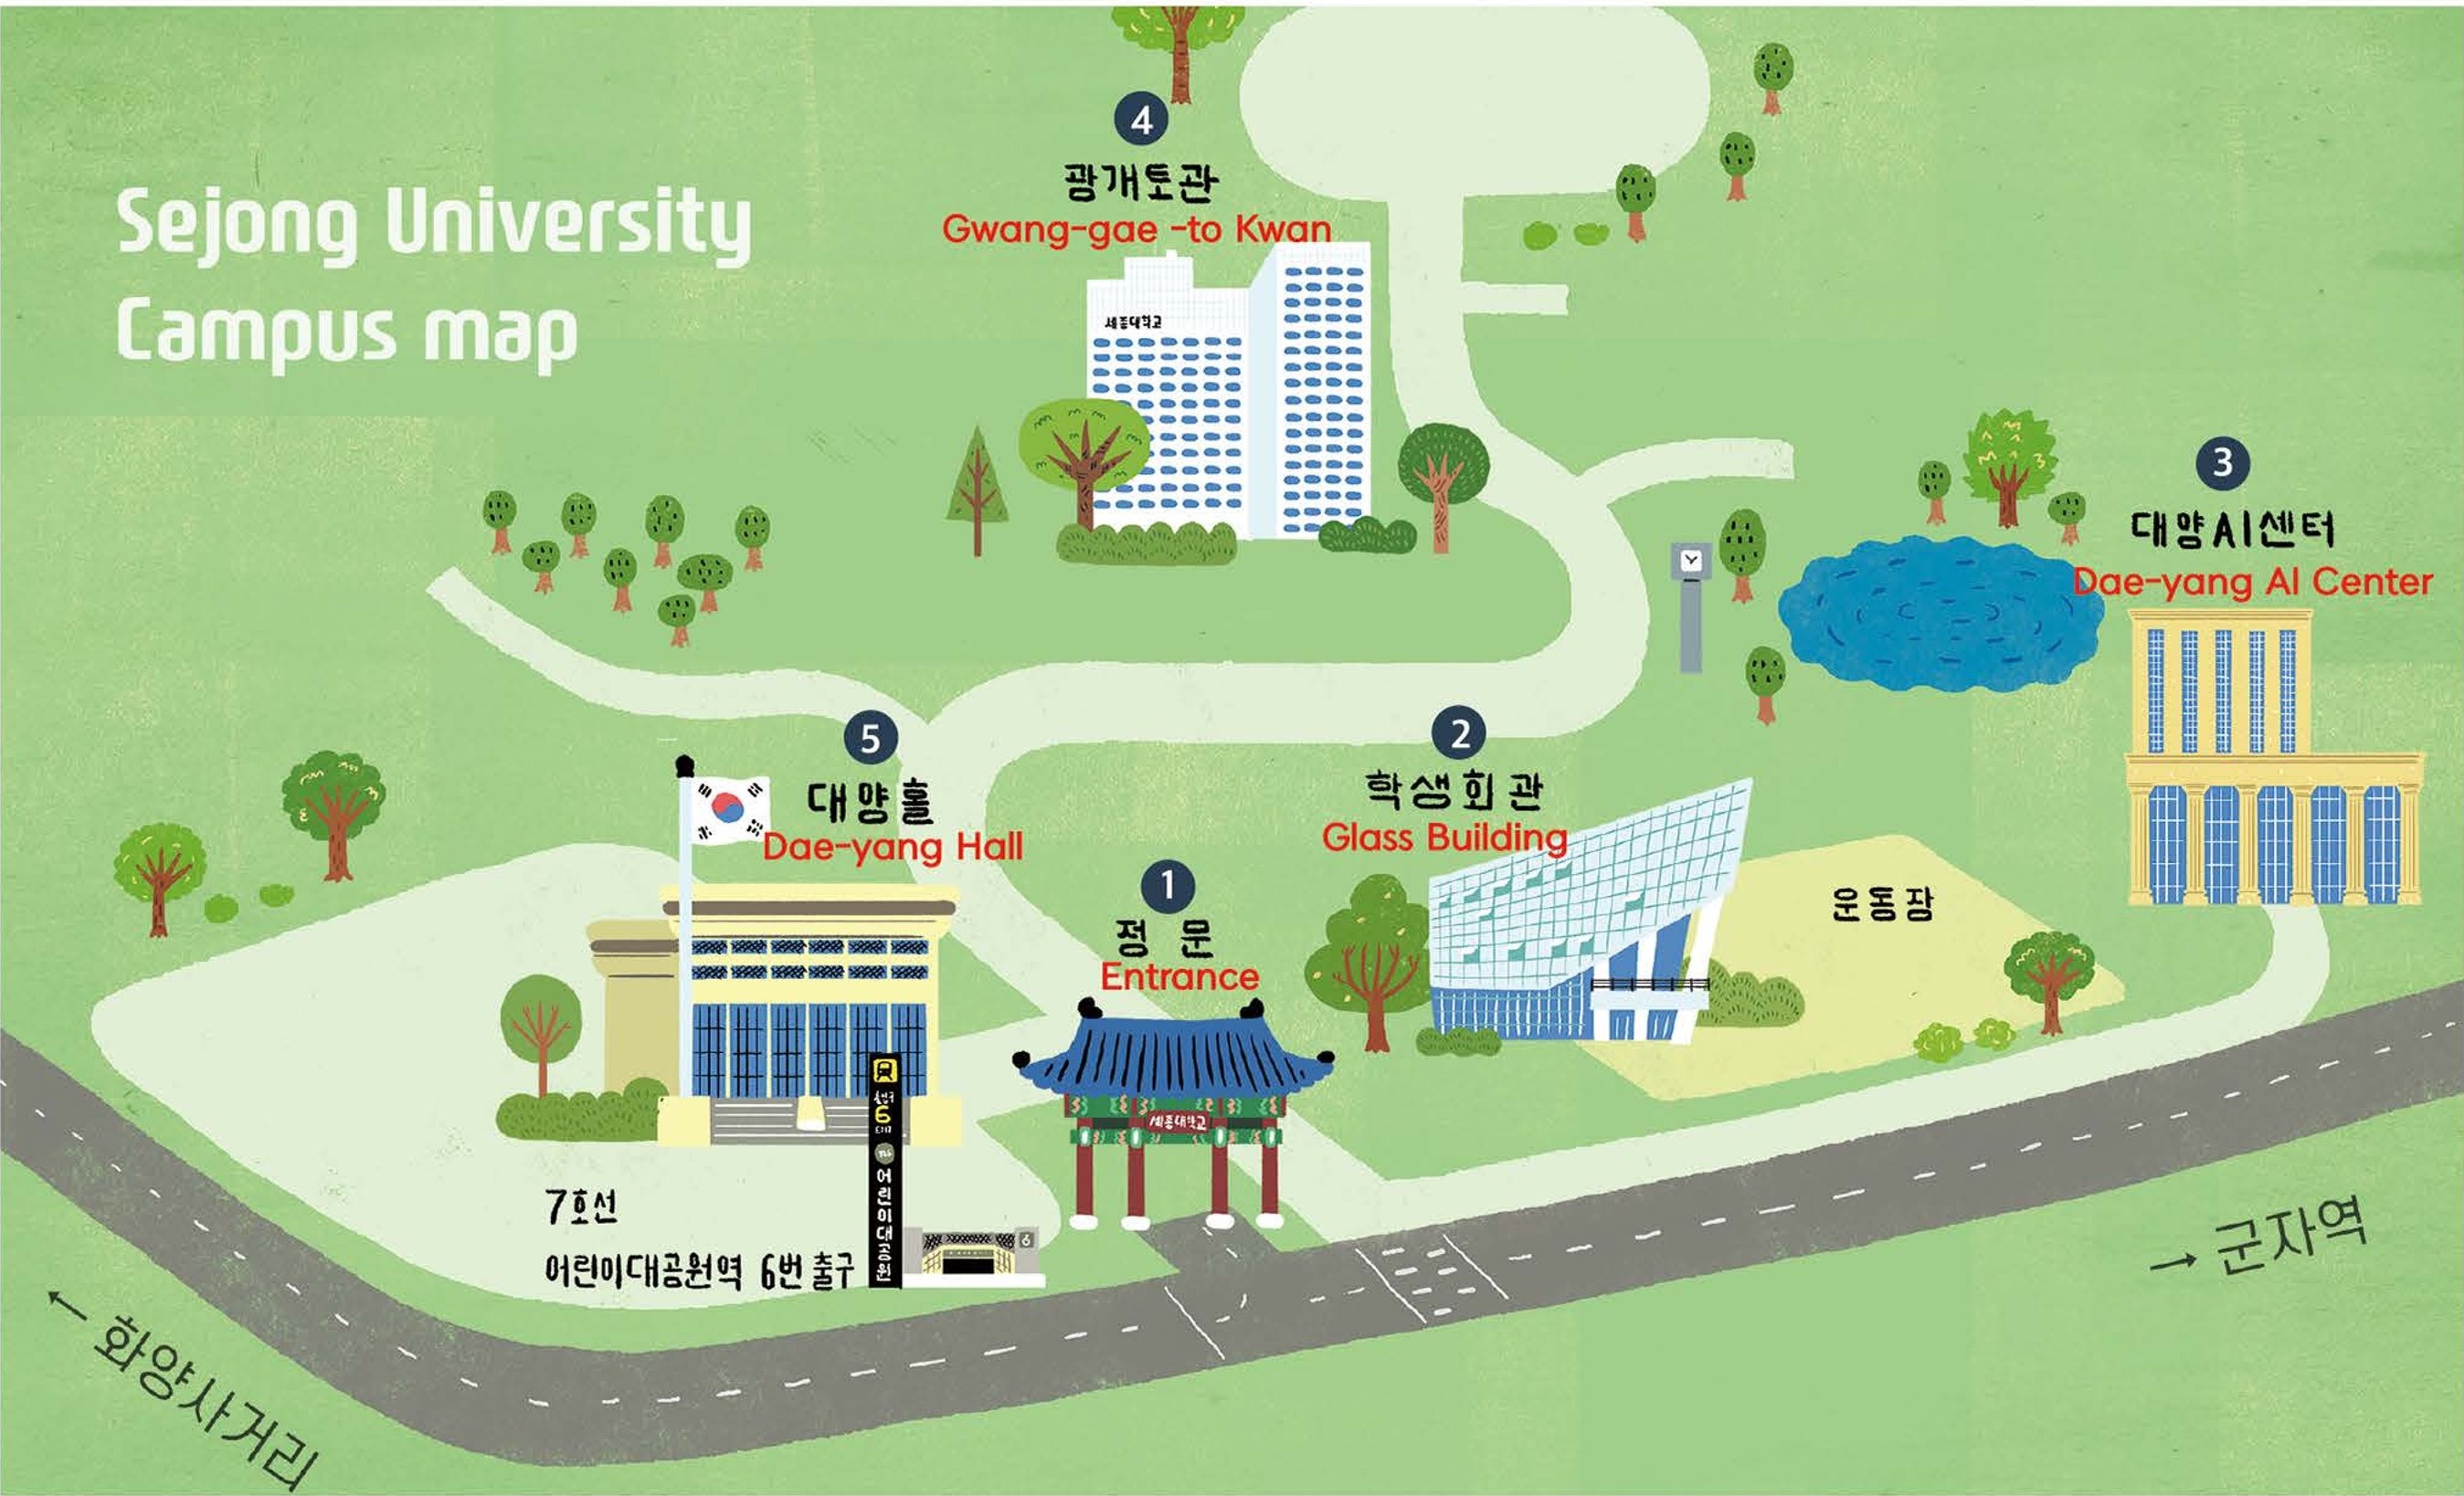 Sejong University
Campus map
4
광개토관
Gwang-gae -to Kwan
세종대학교
3
대양AI센터
Dae-yang AI Center
5
대양홀
Dae-yang Hall
2
학생회관
Glass Building
1
정 문
Entrance
운동장
세종대학교
6
어린이대공원
6
7호선
어린이대공원역 6번 출구
← 화양사거리
→ 군자역